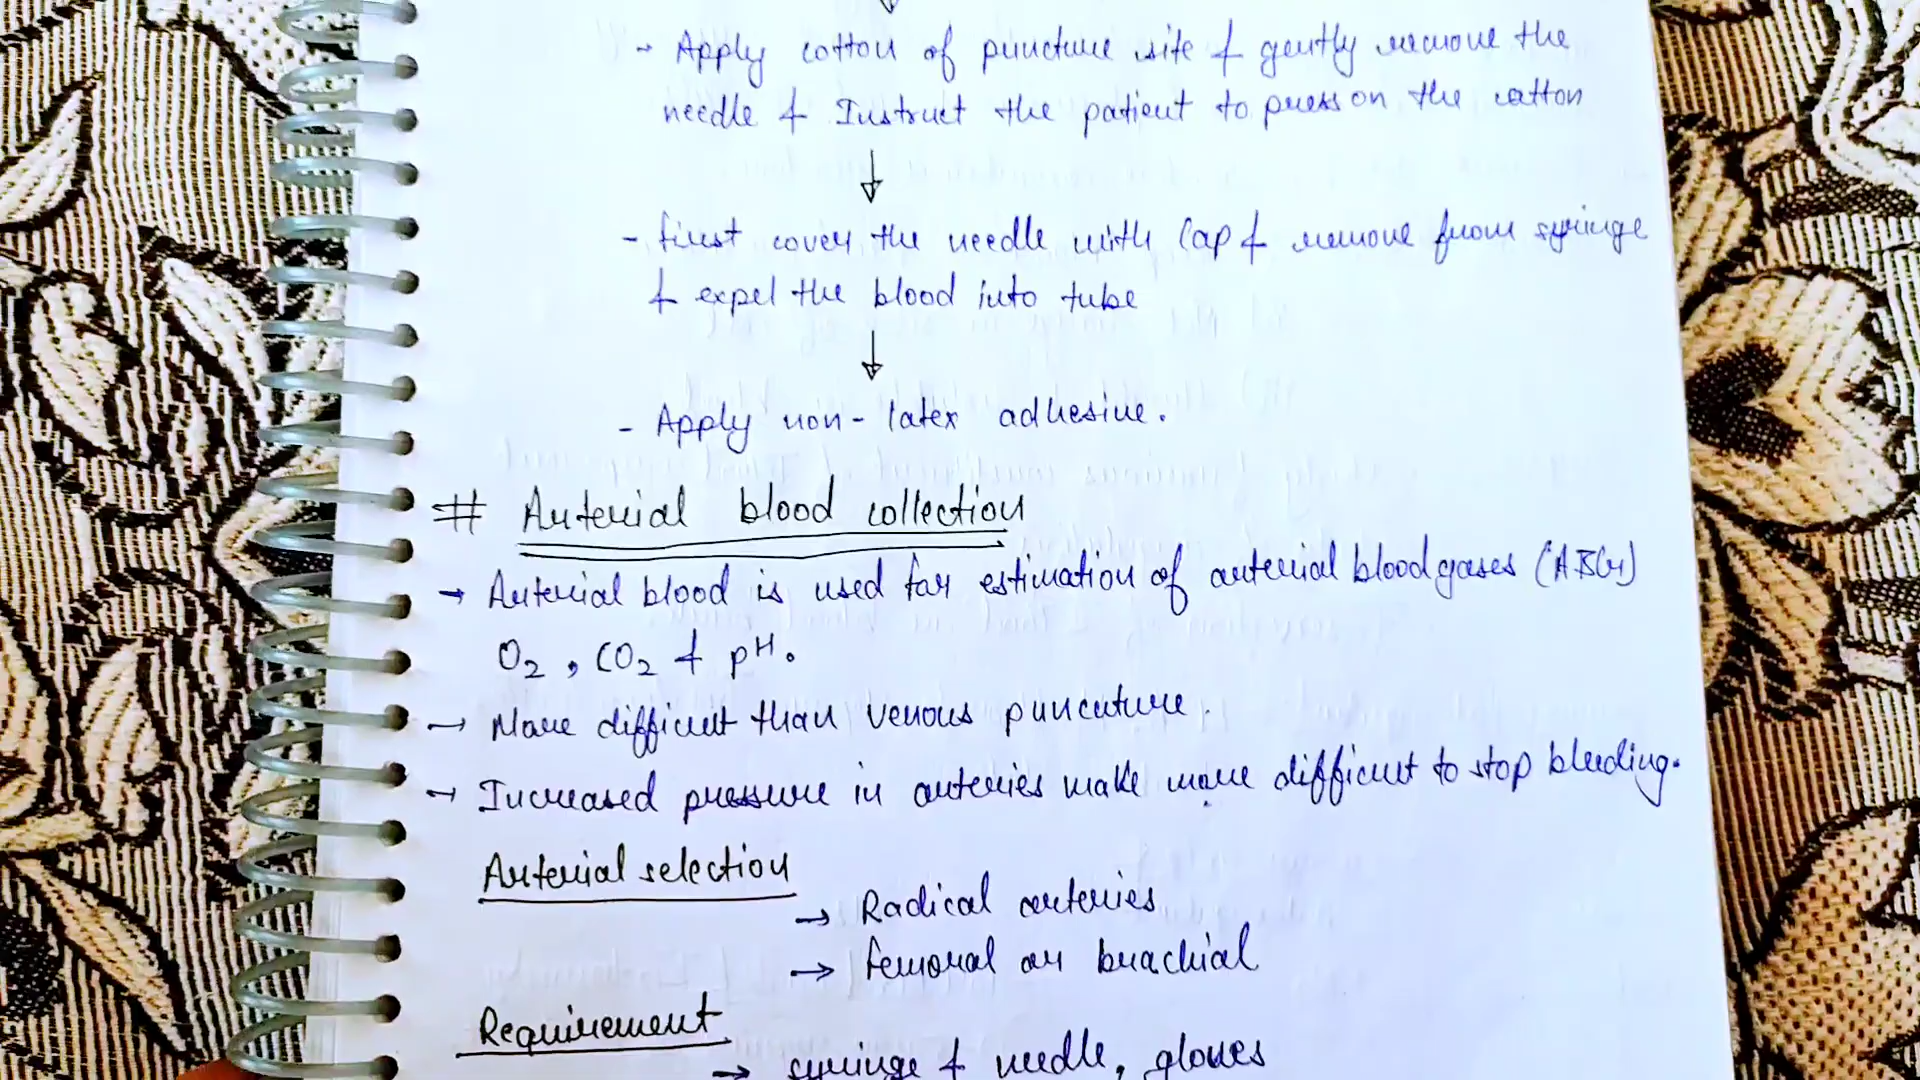 - Apply cotton of puncture site & gently remove the
needle & Instruct the patient to press on the cotton
↓
- first cover the needle with Cap & remove from syringe
& expel the blood into tube
↓
- Apply non-latex adhesive.
# Arterial blood collection
→ Arterial blood is used for estimation of arterial blood gases (ABG)
O₂, CO₂ & pH.
→ More difficult than venous puncuture.
→ Increased pressure in arteries make more difficult to stop bleeding.
Arterial selection
→ Radical arteries
→ femoral or brachial
Requirement
→ syringe & needle, gloves